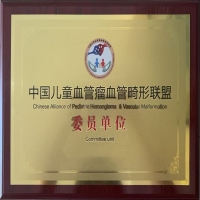 中国儿童血管瘤血管畸形联盟
Chinese Alliance of Pediatric Hemangioma & Vascular Malformation
委员单位
Committee unit